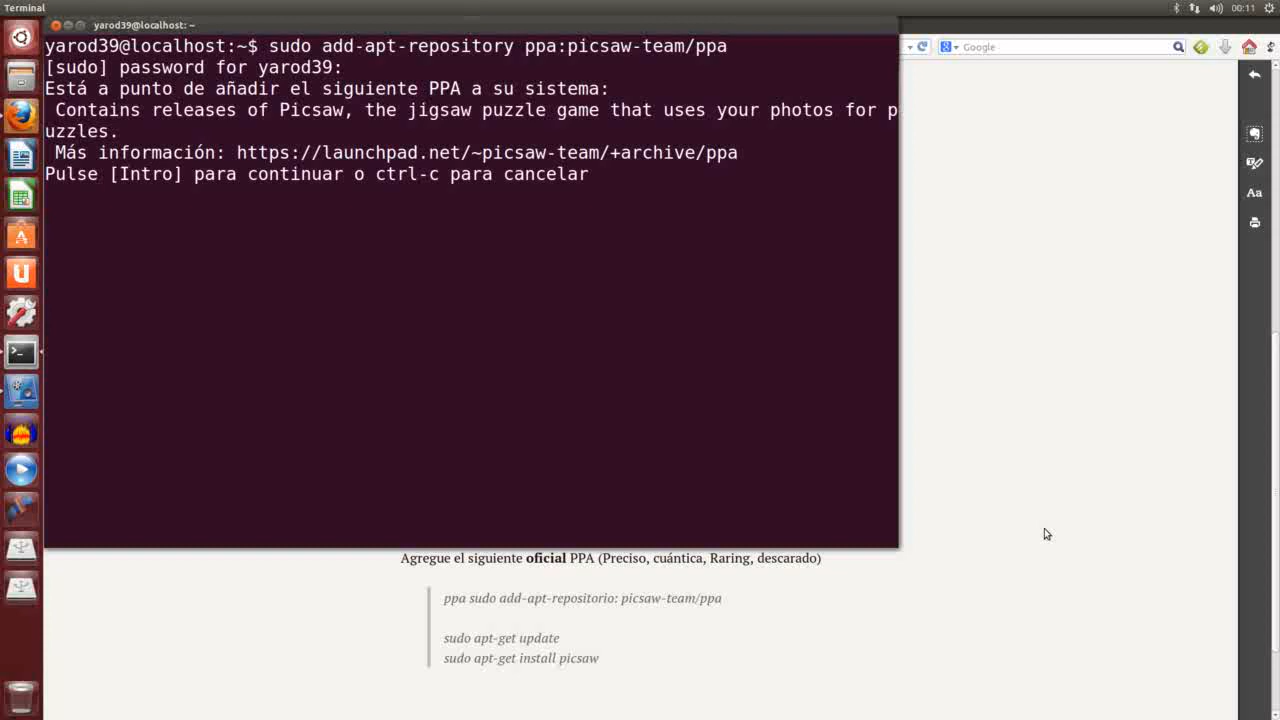 Terminal
00:11
yarod39@localhost: ~
yarod39@localhost:~$ sudo add-apt-repository ppa:picsaw-team/ppa
[sudo] password for yarod39:
Está a punto de añadir el siguiente PPA a su sistema:
Contains releases of Picsaw, the jigsaw puzzle game that uses your photos for p
uzzles.
Más información: https://launchpad.net/~picsaw-team/+archive/ppa
Pulse [Intro] para continuar o ctrl-c para cancelar
Google
Aa
Agregue el siguiente oficial PPA (Preciso, cuántica, Raring, descarado)
ppa sudo add-apt-repositorio: picsaw-team/ppa
sudo apt-get update
sudo apt-get install picsaw